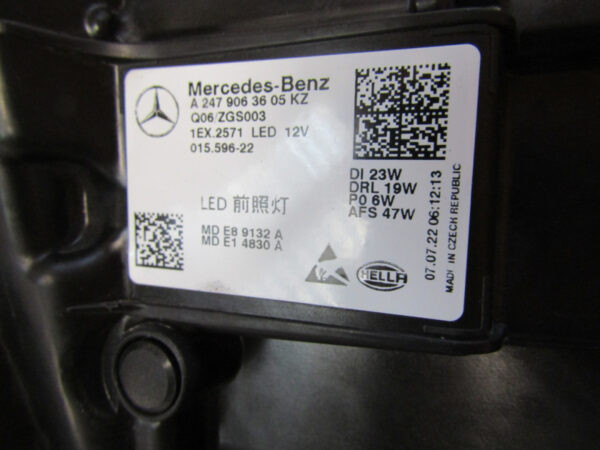 Mercedes-Benz
A 247 906 36 05 KZ
Q06/ZGS003
1EX.2571 LED 12V
015.596-22
LED 前照灯
MD E8 9132 A
MD E1 4830 A
DI 23W
DRL 19W
PO 6W
AFS 47W
HELLA
07.07.22 06:12:13
MADE IN CZECH REPUBLIC